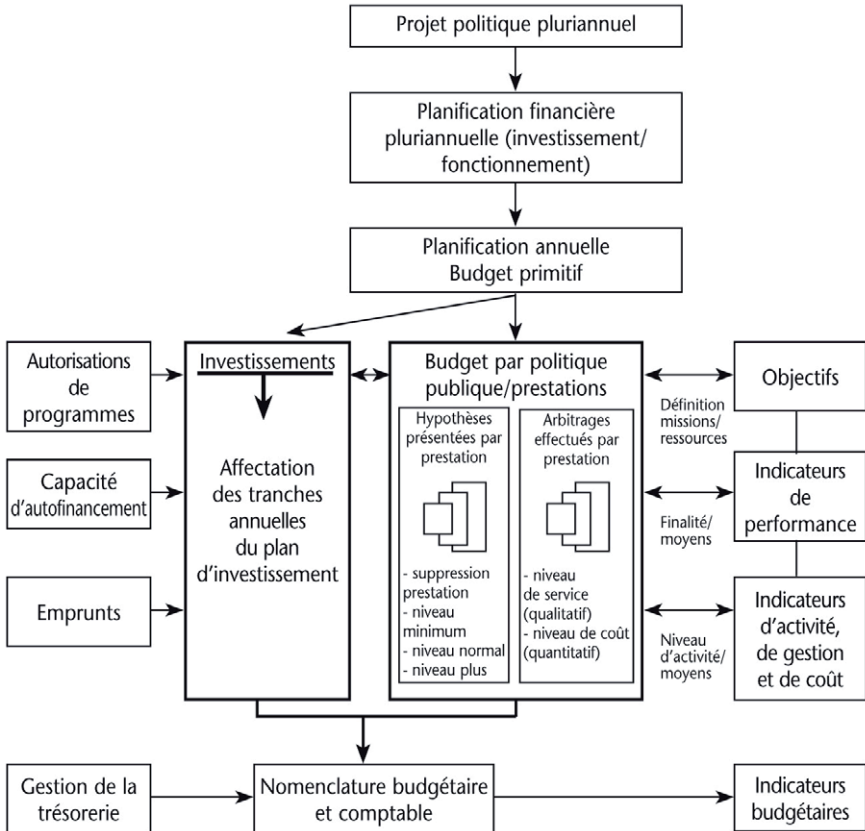 Projet politique pluriannuel
Planification financière
pluriannuelle (investissement/
fonctionnement)
Planification annuelle
Budget primitif
Autorisations
de
programmes
Capacité
d'autofinancement
Emprunts
Investissements
Affectation
des tranches
annuelles
du plan
d'investissement
Budget par politique
publique/prestations
Hypothèses
présentées par
prestation
- suppression
prestation
- niveau
minimum
- niveau normal
- niveau plus
Arbitrages
effectués par
prestation
- niveau
de service
(qualitatif)
- niveau de coût
(quantitatif)
Définition
missions/
ressources
Finalité/
moyens
Niveau
d'activité/
moyens
Objectifs
Indicateurs
de
performance
Indicateurs
d'activité,
de gestion
et de coût
Gestion de la
trésorerie
Nomenclature budgétaire
et comptable
Indicateurs
budgétaires